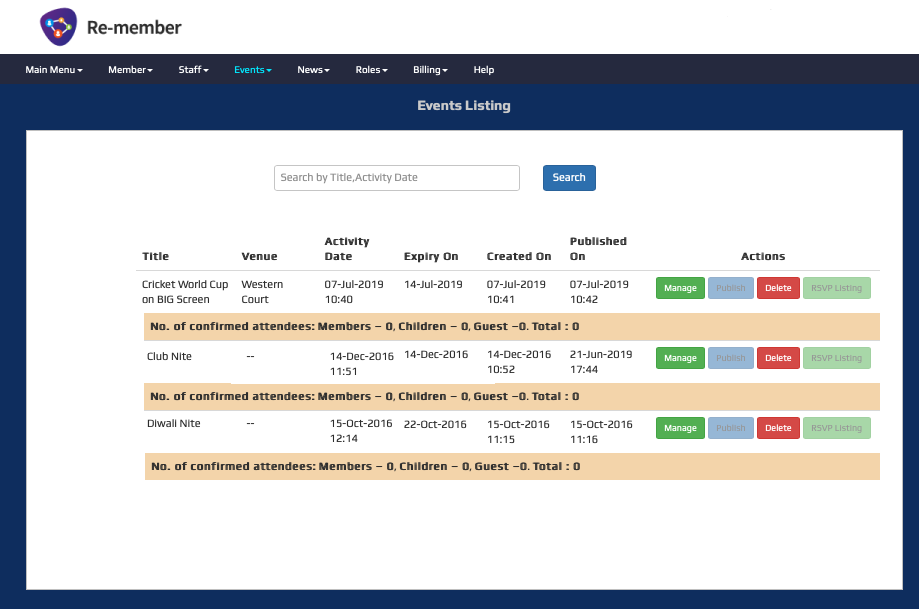 Re-member
Main Menu Member Staff Events News Roles Billing Help
Events Listing
Search by Title,Activity Date Search
Title Venue Activity Date Expiry On Created On Published On Actions
Cricket World Cup on BIG Screen Western Court 07-Jul-2019 10:40 14-Jul-2019 07-Jul-2019 10:41 07-Jul-2019 10:42 Manage Publish Delete RSVP Listing
No. of confirmed attendees: Members – 0, Children – 0, Guest –0. Total : 0
Club Nite -- 14-Dec-2016 11:51 14-Dec-2016 14-Dec-2016 10:52 21-Jun-2019 17:44 Manage Publish Delete RSVP Listing
No. of confirmed attendees: Members – 0, Children – 0, Guest –0. Total : 0
Diwali Nite -- 15-Oct-2016 12:14 22-Oct-2016 15-Oct-2016 11:15 15-Oct-2016 11:16 Manage Publish Delete RSVP Listing
No. of confirmed attendees: Members – 0, Children – 0, Guest –0. Total : 0